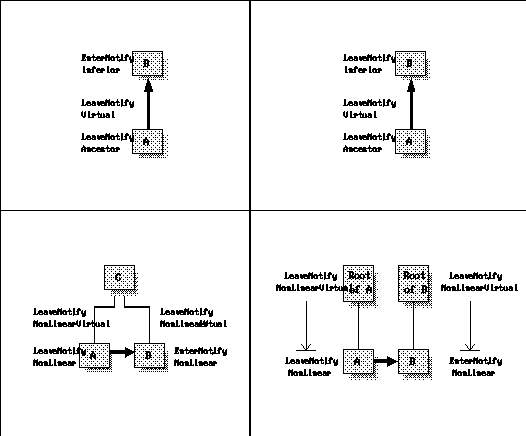 EnterNotify
Inferior
B
LeaveNotify
Virtual
LeaveNotify
Ancestor
A
LeaveNotify
Inferior
B
LeaveNotify
Virtual
LeaveNotify
Ancestor
A
C
LeaveNotify
NonlinearVirtual
LeaveNotify
LeaveNotify
Nonlinear
A
B
EnterNotify
Nonlinear
LeaveNotify
NonlinearVirtual
Root
of A
Root
of B
LeaveNotify
NonlinearVirtual
LeaveNotify
Nonlinear
A
B
EnterNotify
Nonlinear